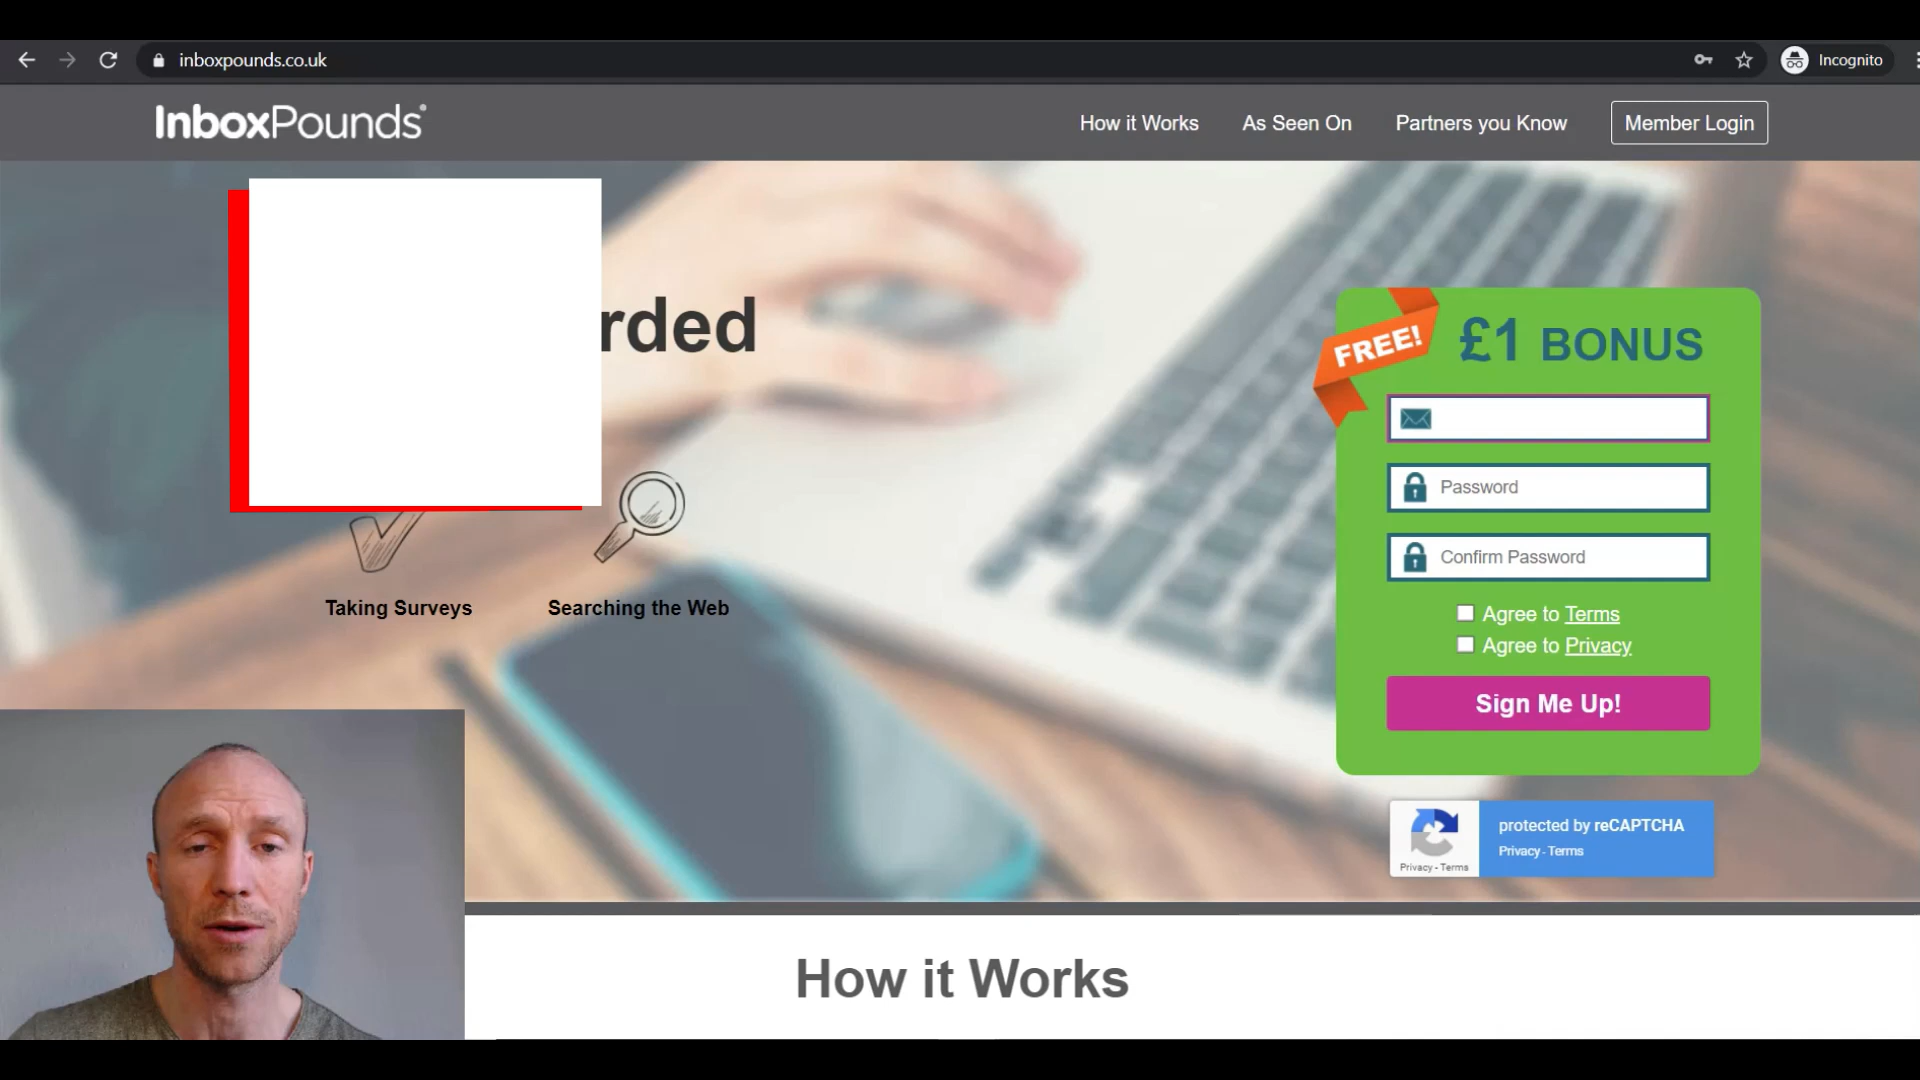 inboxpounds.co.uk
Incognito
InboxPounds
How it Works
As Seen On
Partners you Know
Member Login
rded
Taking Surveys
Searching the Web
FREE!
£1 BONUS
Password
Confirm Password
Agree to Terms
Agree to Privacy
Sign Me Up!
protected by reCAPTCHA
Privacy - Terms
Privacy - Terms
How it Works